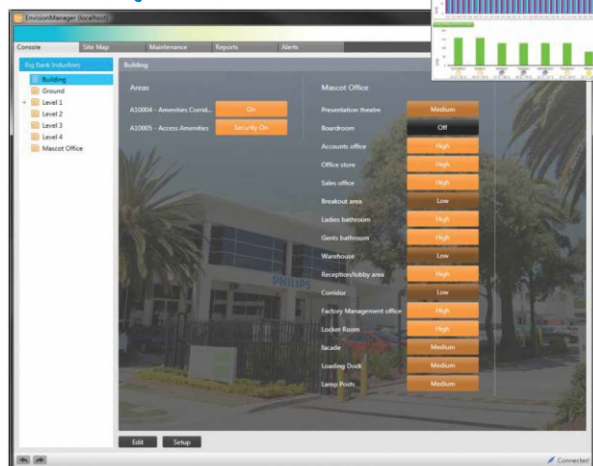 EnvisionManager (localhost)
Console Site Map Maintenance Reports Alerts
Big Bank Industries
Building
Ground
Level 1
Level 2
Level 3
Level 4
Mascot Office
Building
Areas
A10004 - Amenities Corrid... On
A10005 - Access Amenities Security On
Mascot Office
Presentation theatre Medium
Boardroom Off
Accounts office High
Office store High
Sales office High
Breakout area Low
Ladies bathroom High
Gents bathroom High
Warehouse Low
Reception/lobby area High
Corridor Low
Factory Management office High
Locker Room High
facade Medium
Loading Dock Medium
Lamp Posts Medium
PHILIPS
Edit Setup
Connected